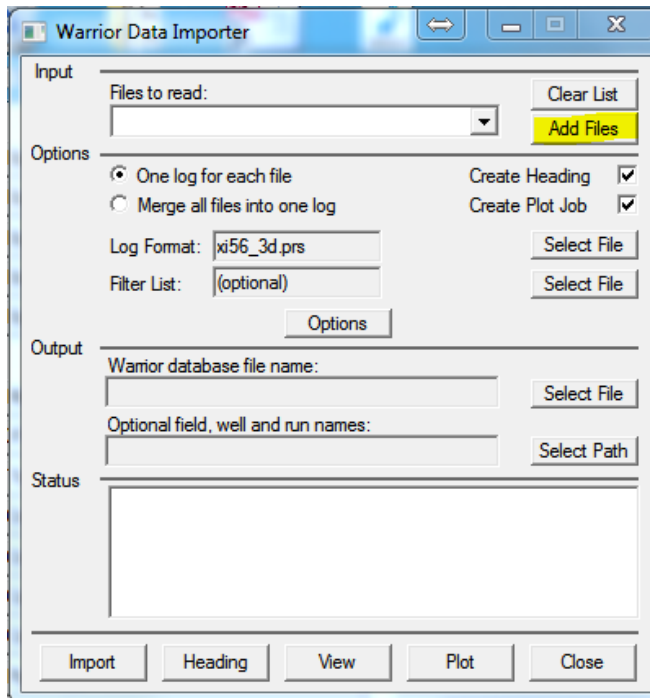 Warrior Data Importer
Input
Files to read:
Clear List
Add Files
Options
One log for each file
Create Heading
Merge all files into one log
Create Plot Job
Log Format: xi56_3d.prs
Select File
Filter List: (optional)
Select File
Options
Output
Warrior database file name:
Select File
Optional field, well and run names:
Select Path
Status
Import Heading View Plot Close